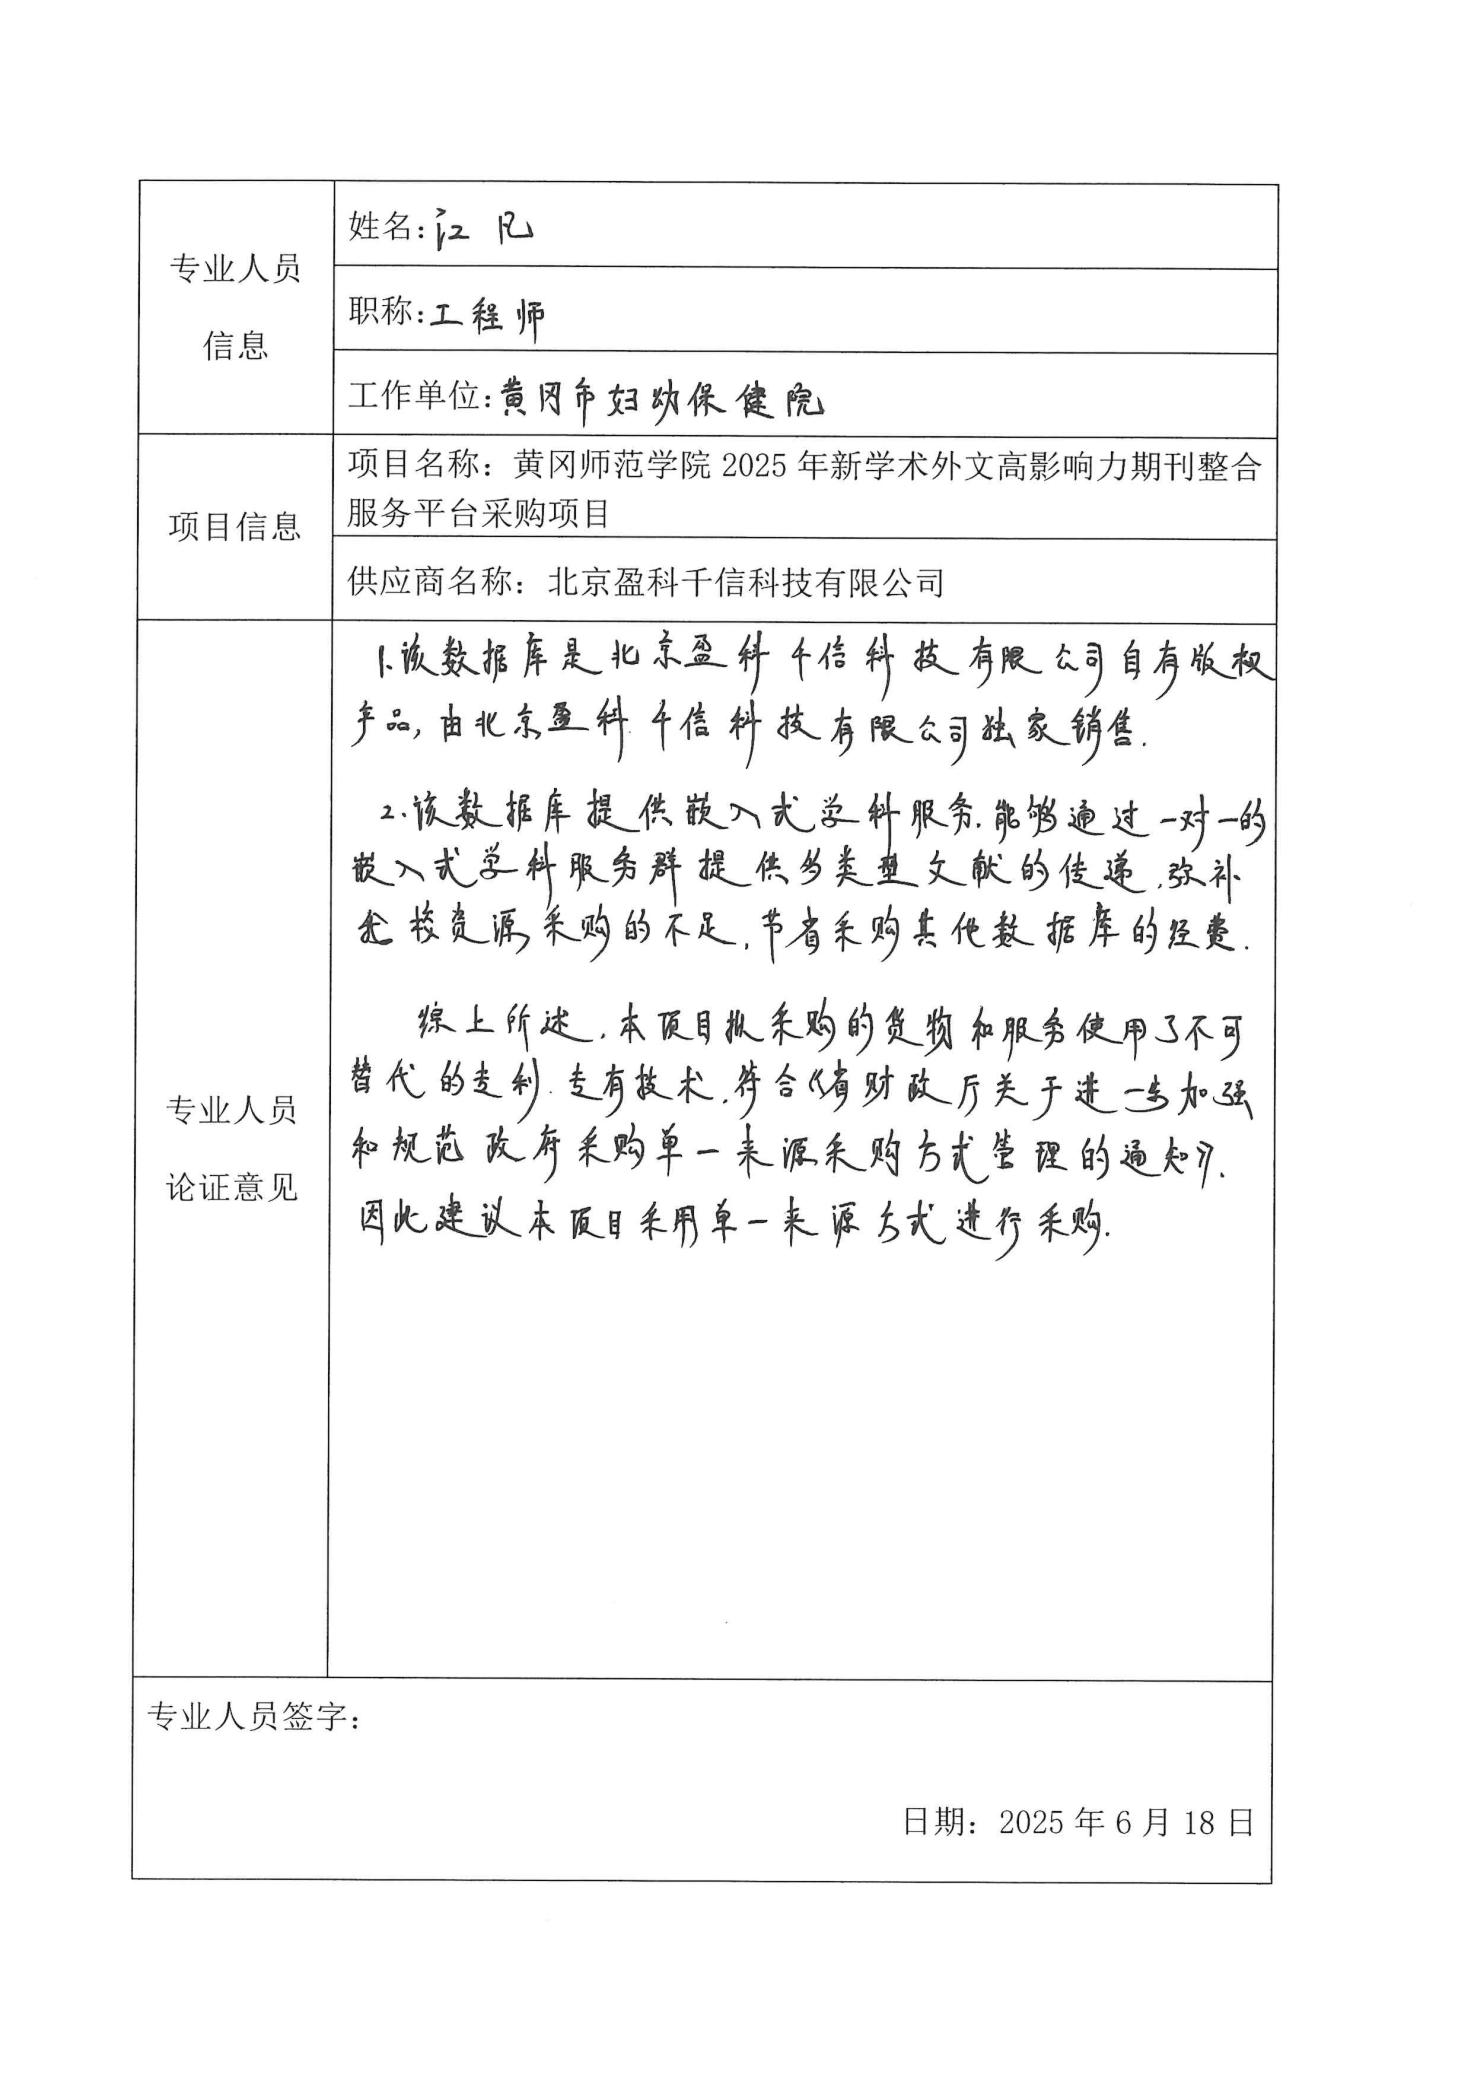 专业人员
信息
姓名:江凡
职称:工程师
工作单位:黄冈市妇幼保健院
项目信息
项目名称：黄冈师范学院 2025 年新学术外文高影响力期刊整合
服务平台采购项目
供应商名称：北京盈科千信科技有限公司
专业人员
论证意见
1.该数据库是北京盈科千信科技有限公司自有版权
产品,由北京盈科千信科技有限公司独家销售.
2.该数据库提供嵌入式学科服务.能够通过一对一的
嵌入式学科服务群提供多类型文献的传递,弥补
我校资源采购的不足,节省采购其他数据库的经费.
综上所述,本项目拟采购的货物和服务使用了不可
替代的专利.专有技术,符合《省财政厅关于进一步加强
和规范政府采购单一来源采购方式管理的通知》.
因此建议本项目采用单一来源方式进行采购.
专业人员签字：
日期：2025 年 6 月 18 日